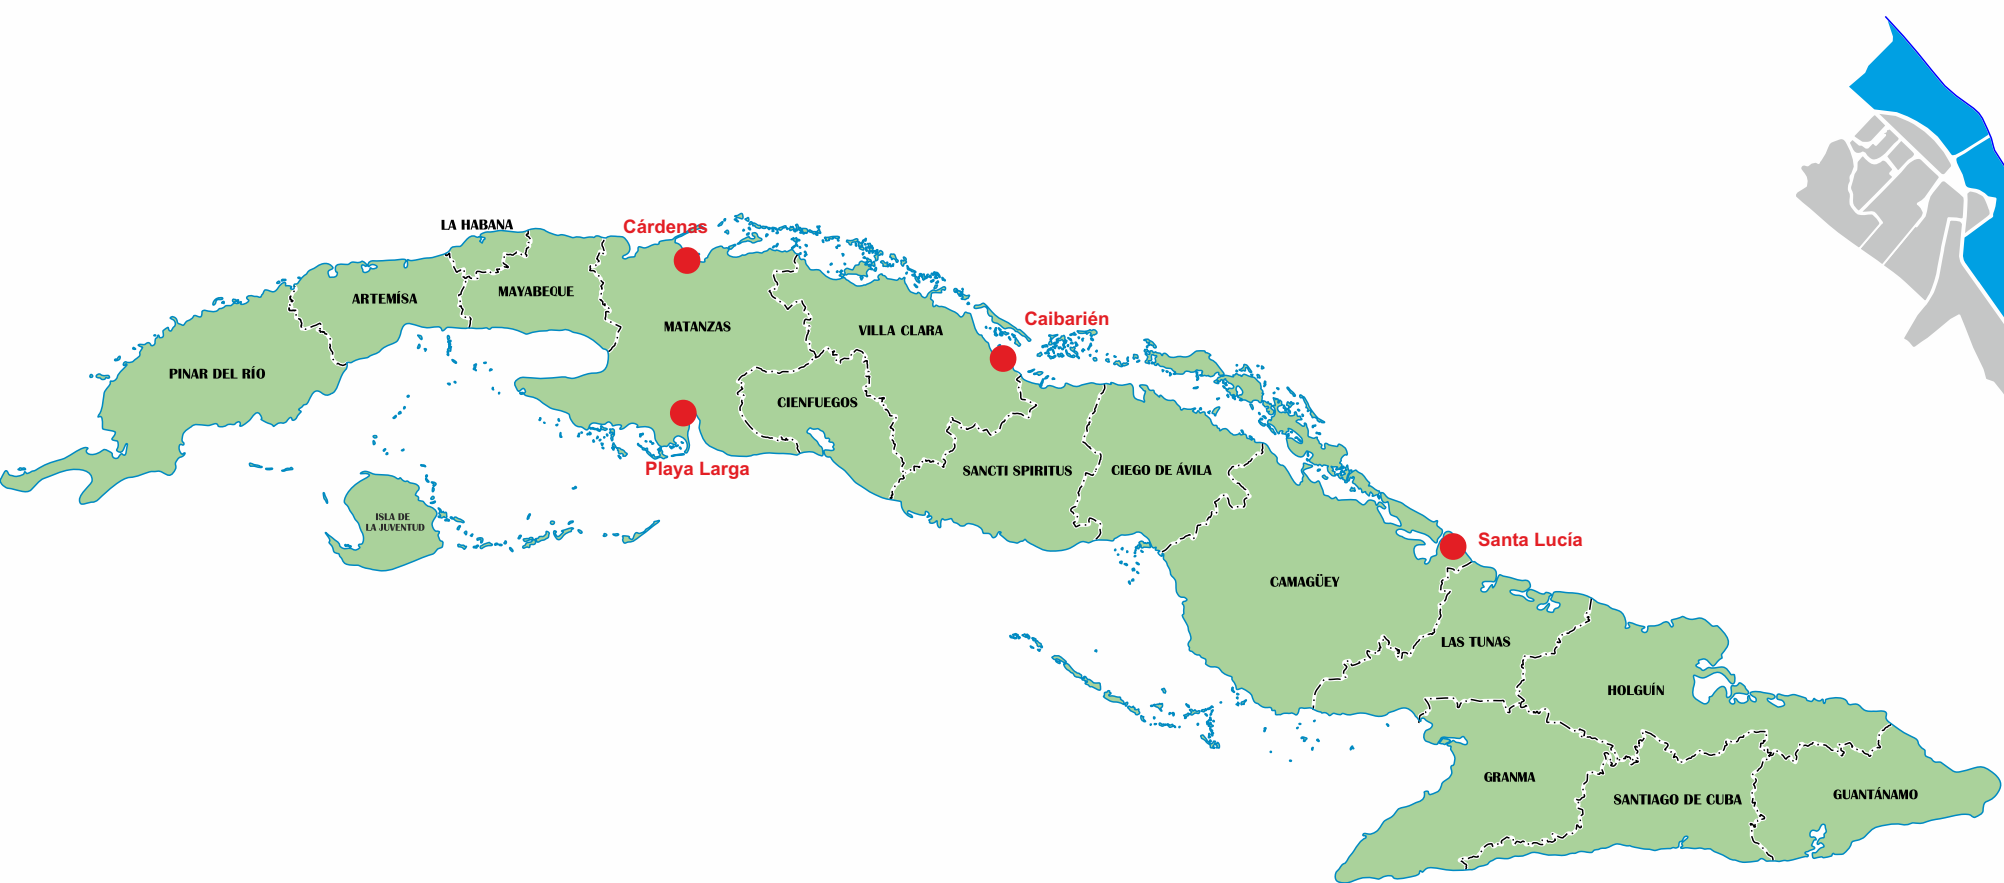 LA HABANA
Cárdenas
ARTEMÍSA
MAYABEQUE
MATANZAS
VILLA CLARA
Caibarién
PINAR DEL RÍO
CIENFUEGOS
Playa Larga
SANCTI SPIRITUS
CIEGO DE ÁVILA
ISLA DE
LA JUVENTUD
Santa Lucía
CAMAGÜEY
LAS TUNAS
HOLGUÍN
GRANMA
SANTIAGO DE CUBA
GUANTÁNAMO